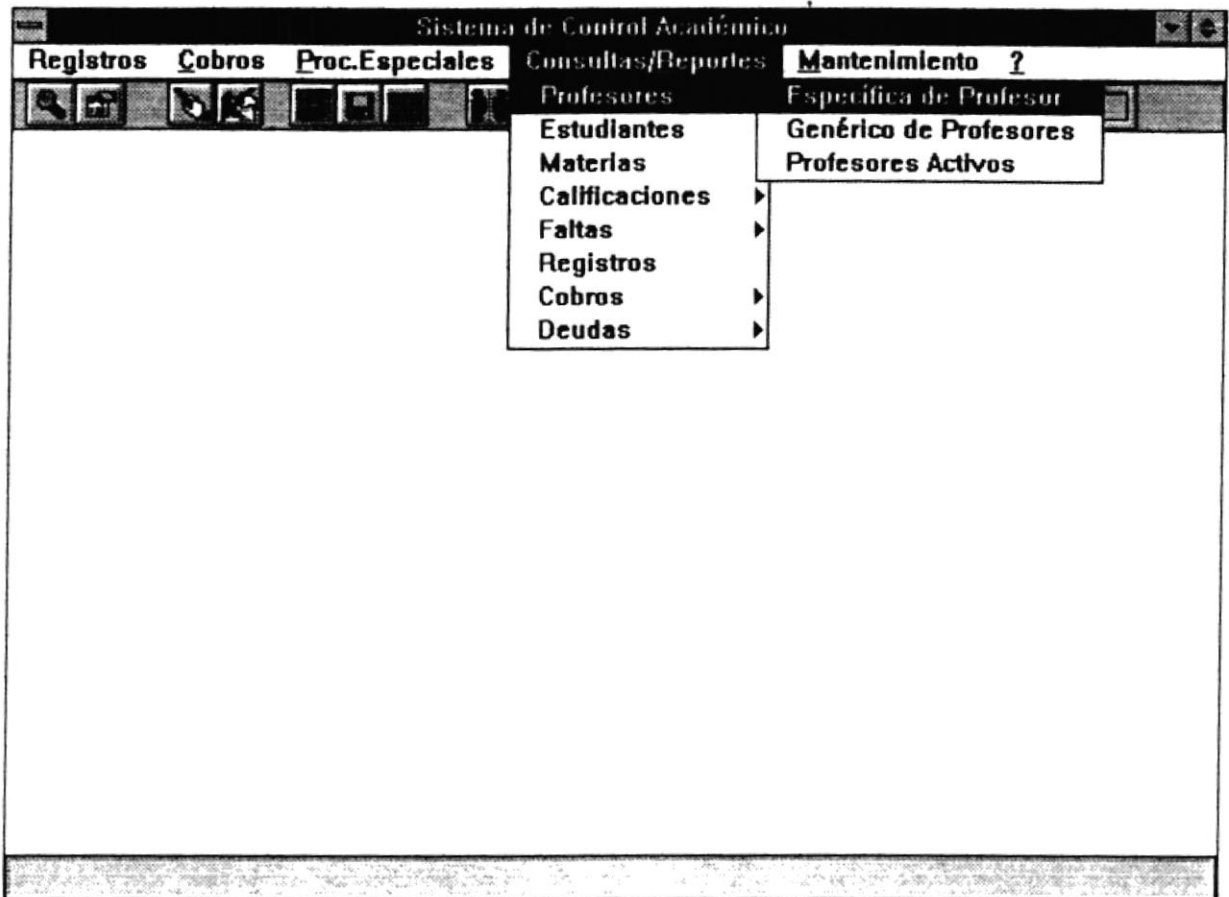 Sistema de Control Académico
Registros Cobros Proc.Especiales Consultas/Reportes Mantenimiento ?
Profesores Específica de Profesor
Estudiantes Genérico de Profesores
Materias Profesores Activos
Calificaciones
Faltas
Registros
Cobros
Deudas